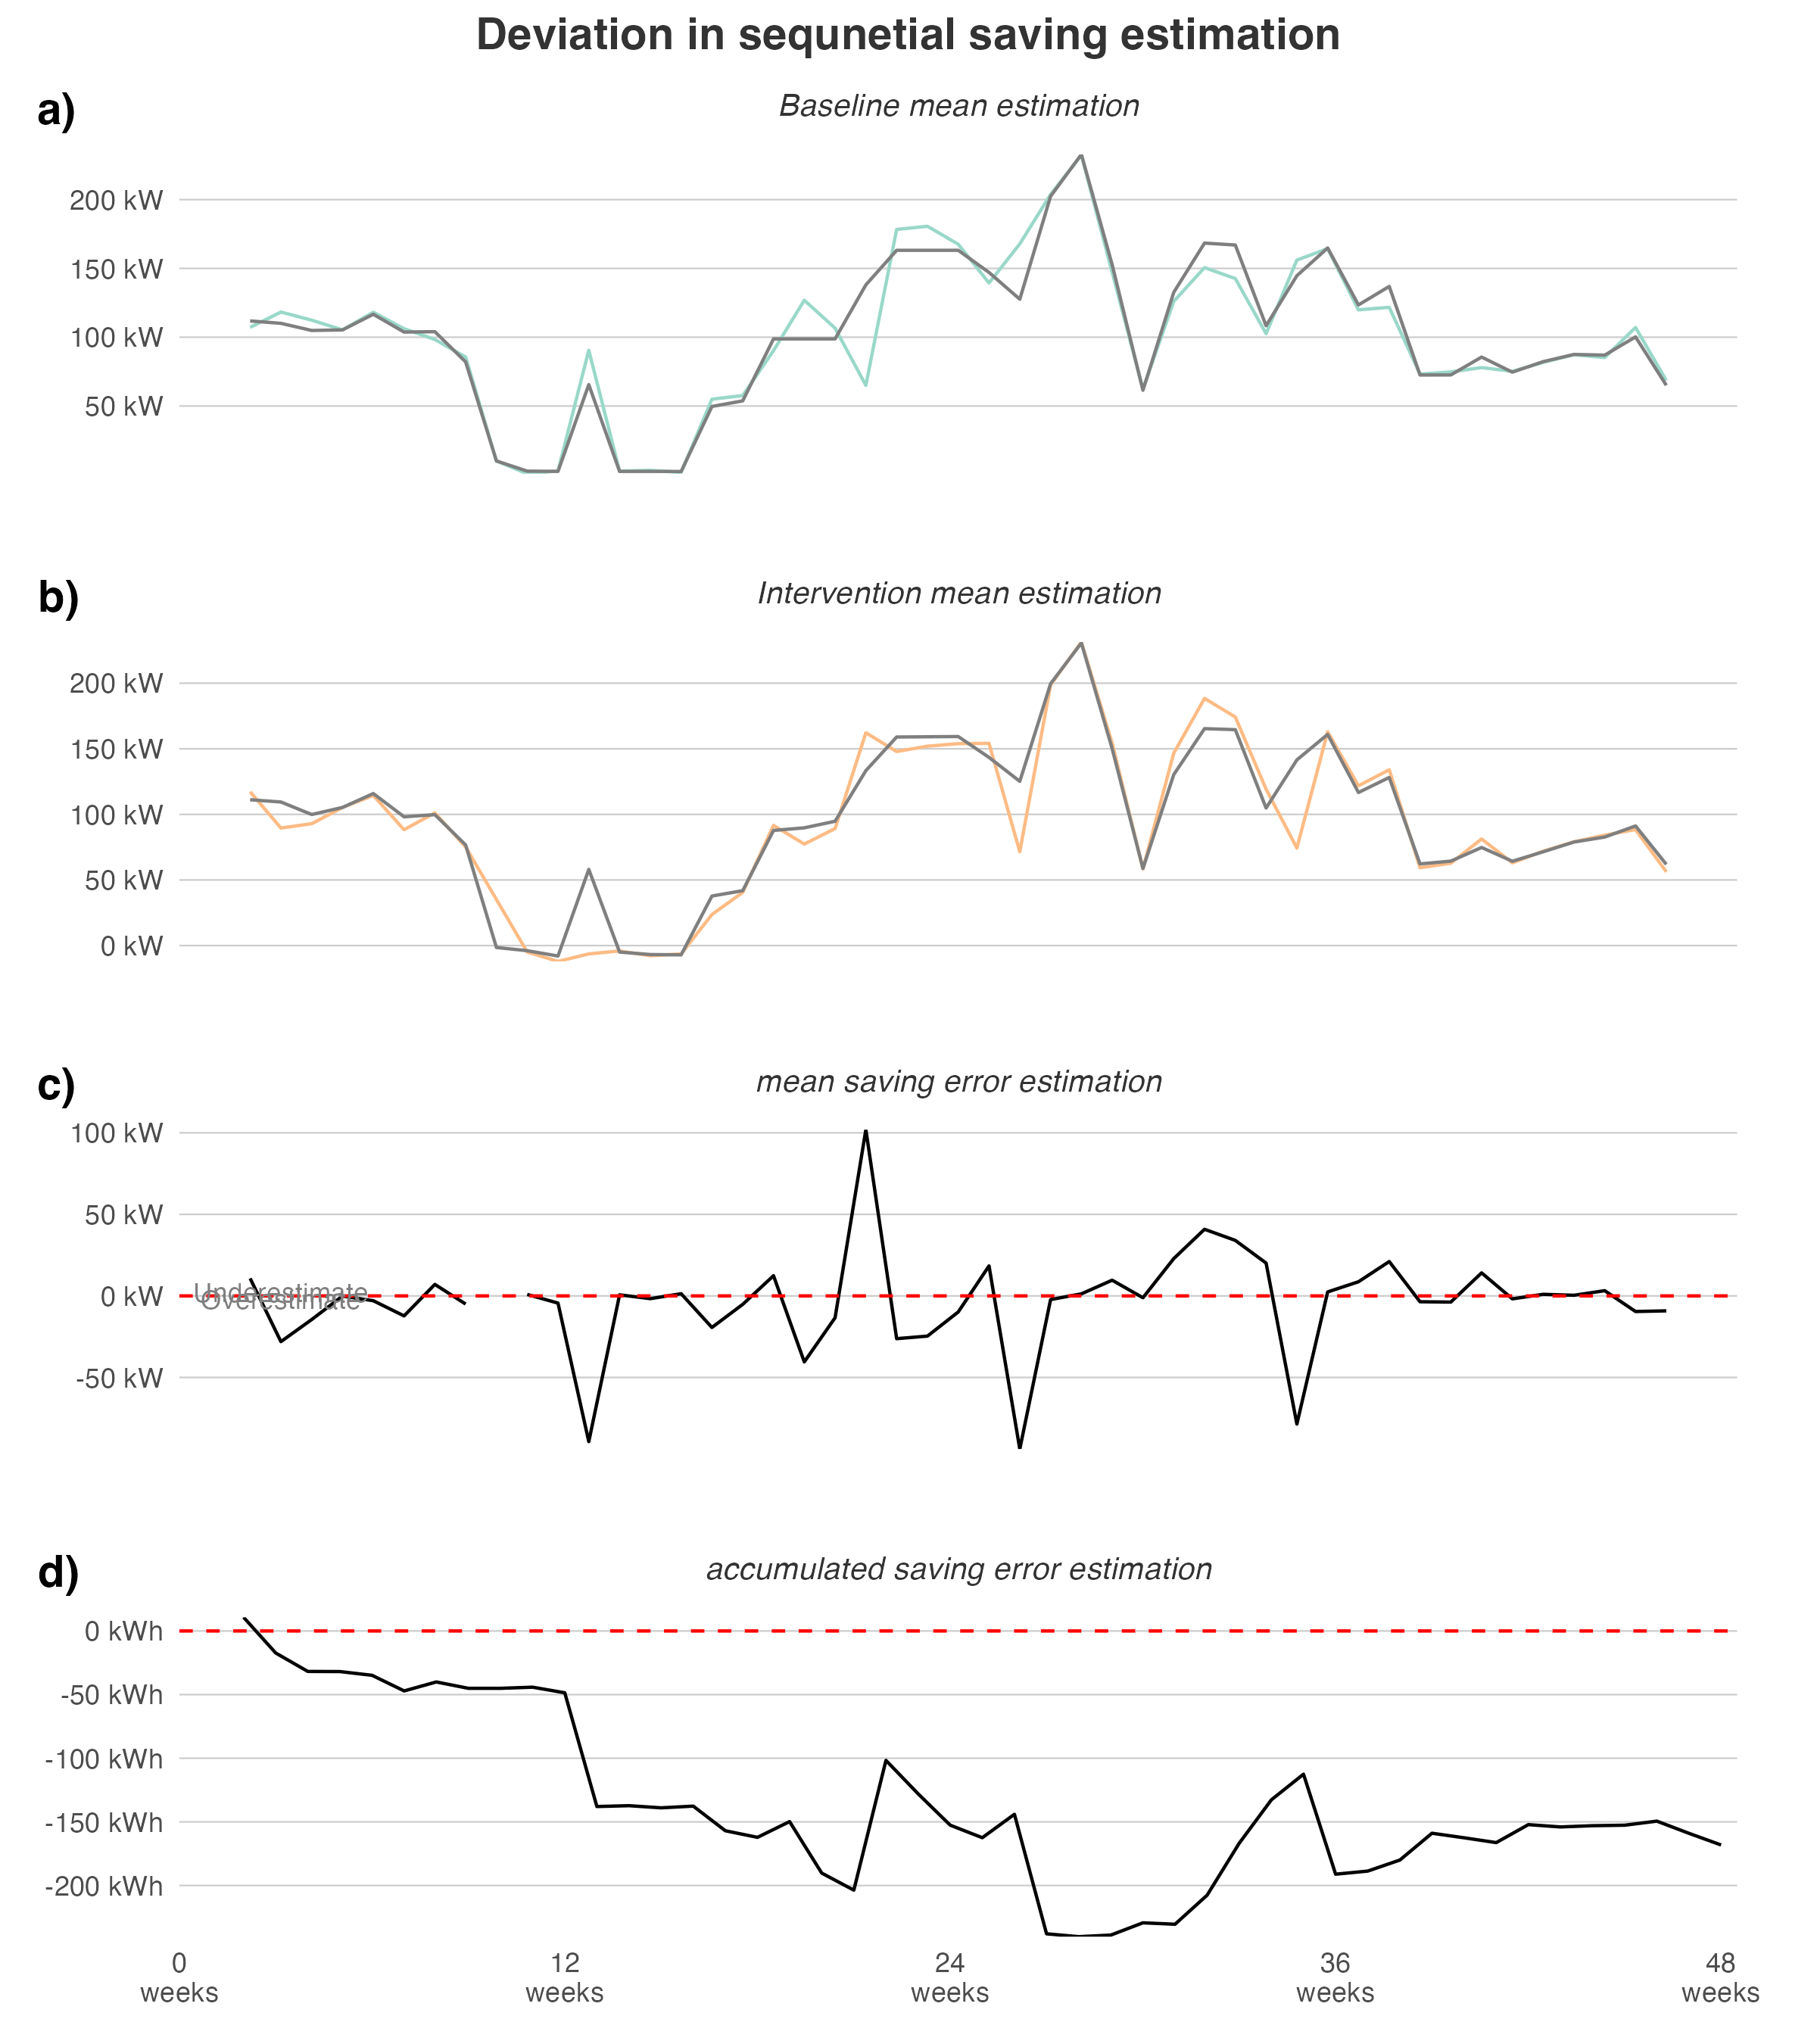 Deviation in sequnetial saving estimation
a)
Baseline mean estimation
200 kW
150 kW
100 kW
50 kW
b)
Intervention mean estimation
200 kW
150 kW
100 kW
50 kW
0 kW
c)
mean saving error estimation
100 kW
50 kW
0 kW
Underestimate
Overestimate
-50 kW
d)
accumulated saving error estimation
0 kWh
-50 kWh
-100 kWh
-150 kWh
-200 kWh
0 12 24 36 48
weeks weeks weeks weeks weeks